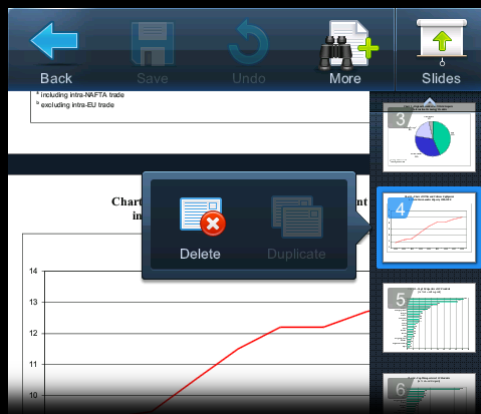 Back
Save
Undo
More
Slides
a including intra-NAFTA trade
b excluding intra-EU trade
3
Chart
nt
in
Delete
Duplicate
4
14
13
12
11
10
5
6